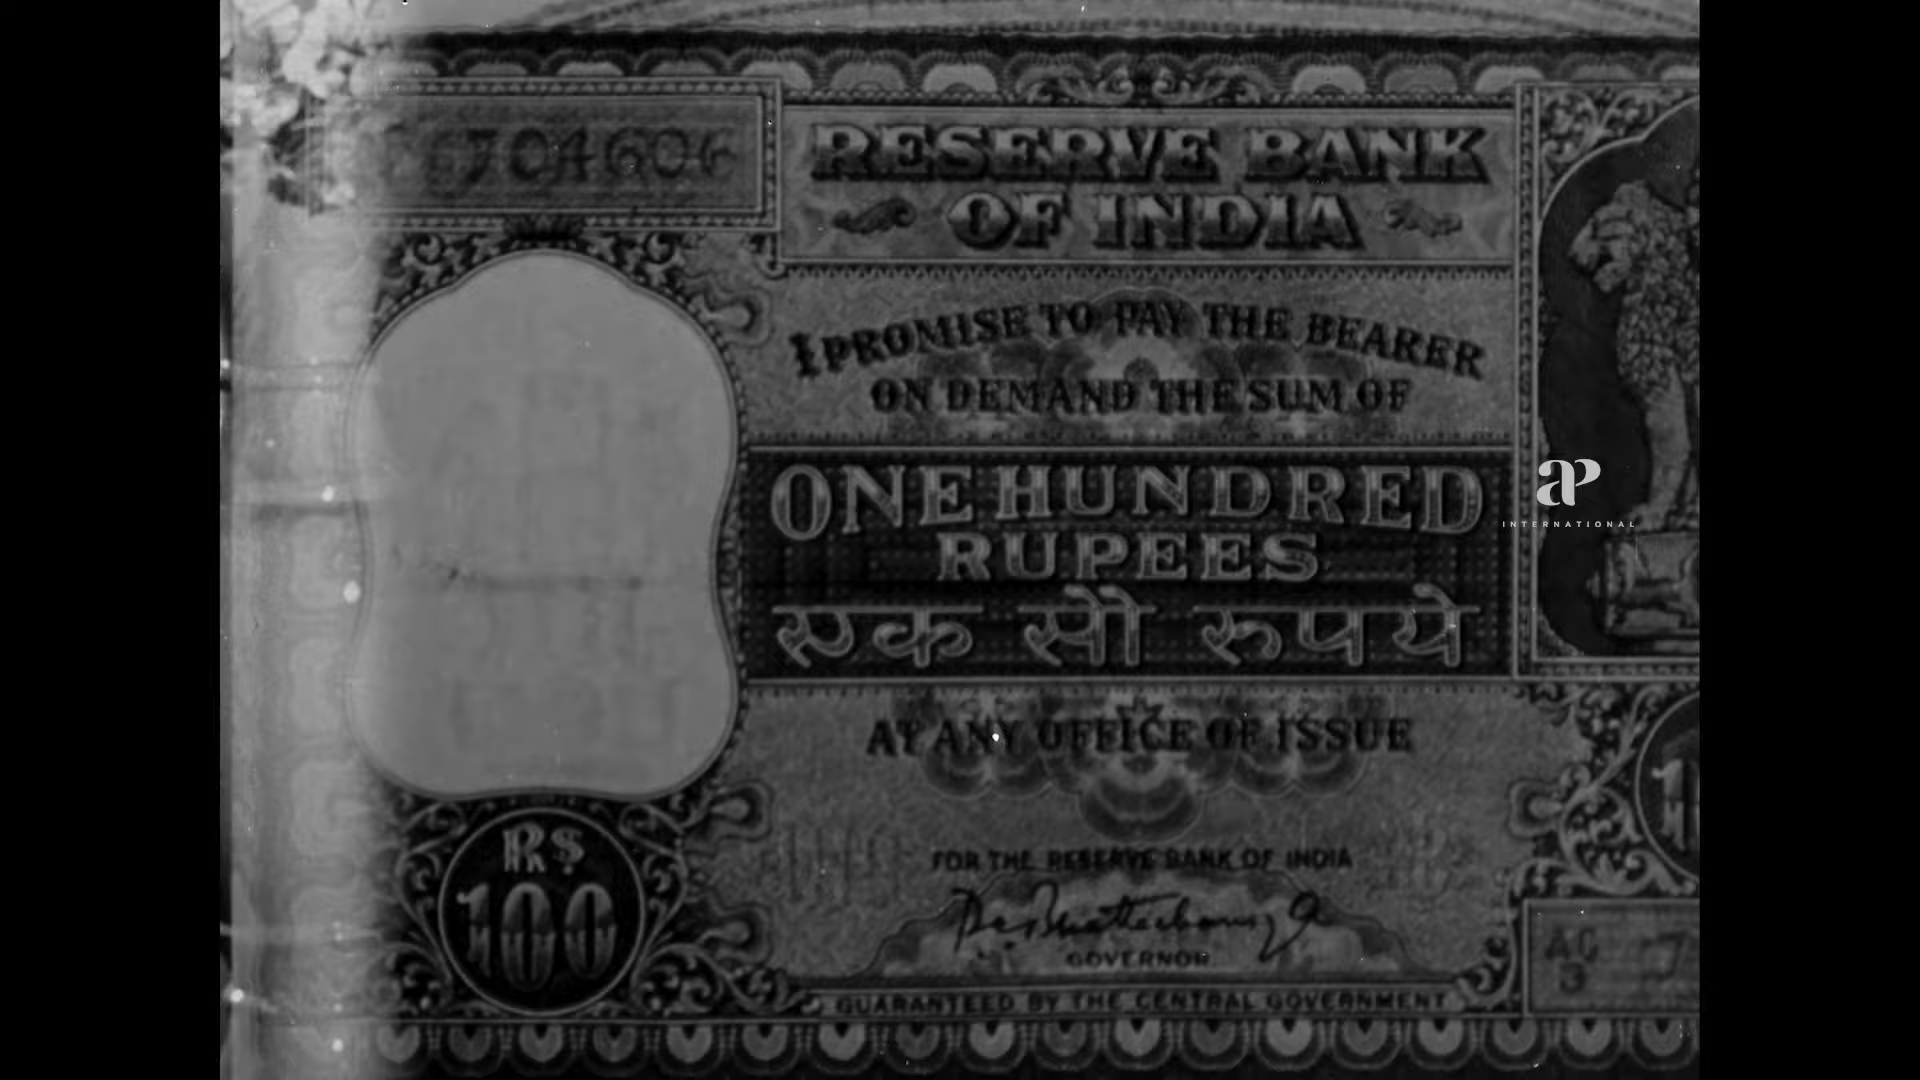 704606
RESERVE BANK
OF INDIA
I PROMISE TO PAY THE BEARER
ON DEMAND THE SUM OF
ONE HUNDRED
RUPEES
एक सौ रुपये
AT ANY OFFICE OF ISSUE
FOR THE RESERVE BANK OF INDIA
GOVERNOR
GUARANTEED BY THE CENTRAL GOVERNMENT
RS
100
ap
INTERNATIONAL